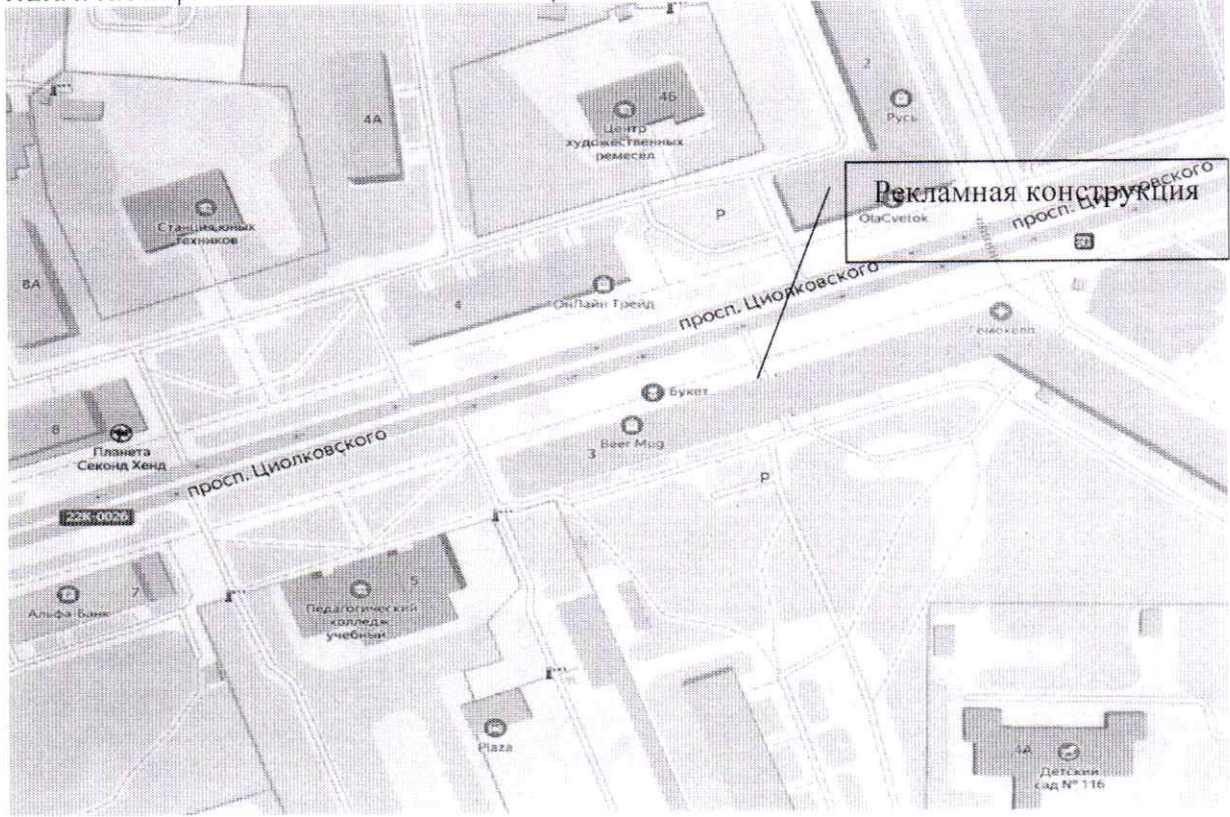 2
Русь
4А
4Б
Центр
художественных
ремесел
Рекламная конструкция
просп. Циолковского
OlaCvetok
Р
Станция юных
техников
8А
4
ОнЛайн Трейд
просп. Циолковского
Гемохелп
Букет
Beer Mug
3
8
Планета
Секонд Хенд
просп. Циолковского
Р
22К-0026
Альфа-Банк
7
5
Педагогический
колледж
учебный
Plaza
Детский
сад № 116